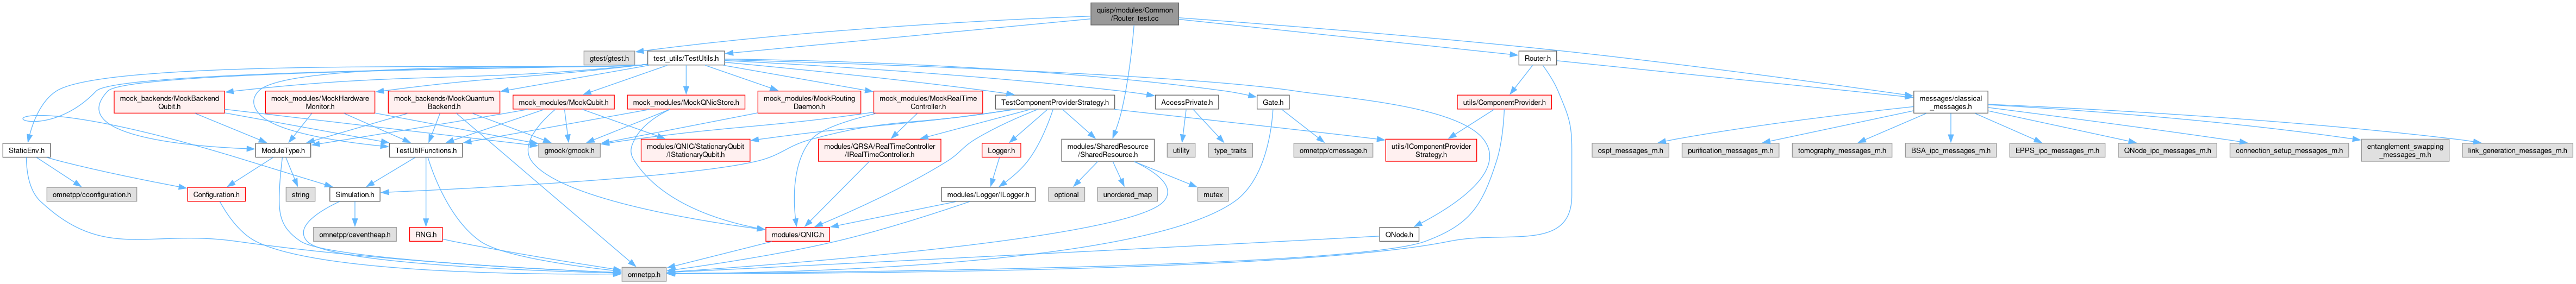 quisp/modules/Common
/Router_test.cc
gtest/gtest.h
test_utils/TestUtils.h
Router.h
mock_backends/MockBackend
Qubit.h
mock_modules/MockHardware
Monitor.h
mock_backends/MockQuantum
Backend.h
mock_modules/MockQubit.h
mock_modules/MockQNicStore.h
mock_modules/MockRouting
Daemon.h
mock_modules/MockRealTime
Controller.h
TestComponentProviderStrategy.h
AccessPrivate.h
Gate.h
utils/ComponentProvider.h
messages/classical
_messages.h
StaticEnv.h
ModuleType.h
TestUtilFunctions.h
gmock/gmock.h
modules/QNIC/StationaryQubit
/IStationaryQubit.h
modules/QRSA/RealTimeController
/IRealTimeController.h
Logger.h
modules/SharedResource
/SharedResource.h
utility
type_traits
omnetpp/cmessage.h
utils/IComponentProvider
Strategy.h
ospf_messages_m.h
purification_messages_m.h
tomography_messages_m.h
BSA_ipc_messages_m.h
EPPS_ipc_messages_m.h
QNode_ipc_messages_m.h
connection_setup_messages_m.h
entanglement_swapping
_messages_m.h
link_generation_messages_m.h
omnetpp/cconfiguration.h
Configuration.h
string
Simulation.h
modules/Logger/ILogger.h
optional
unordered_map
mutex
omnetpp/ceventheap.h
RNG.h
modules/QNIC.h
QNode.h
omnetpp.h